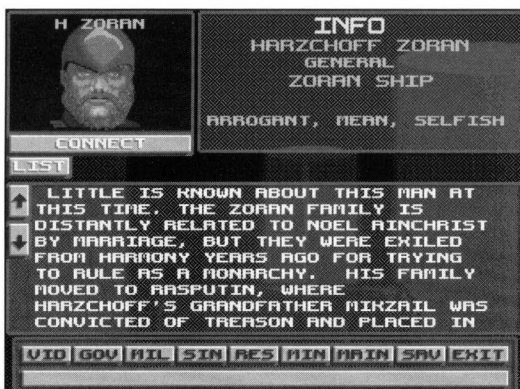 H ZORAN
CONNECT
LIST
INFO
HARZCHOFF ZORAN
GENERAL
ZORAN SHIP
ARROGANT, MEAN, SELFISH
LITTLE IS KNOWN ABOUT THIS MAN AT
THIS TIME. THE ZORAN FAMILY IS
DISTANTLY RELATED TO NOEL AINCHRIST
BY MARRIAGE, BUT THEY WERE EXILED
FROM HARMONY YEARS AGO FOR TRYING
TO RULE AS A MONARCHY. HIS FAMILY
MOVED TO RASPUTIN, WHERE
HARZCHOFF'S GRANDFATHER MIKZAIL WAS
CONVICTED OF TREASON AND PLACED IN
VID GOV MIL SIN RES MIN MAIN SAV EXIT